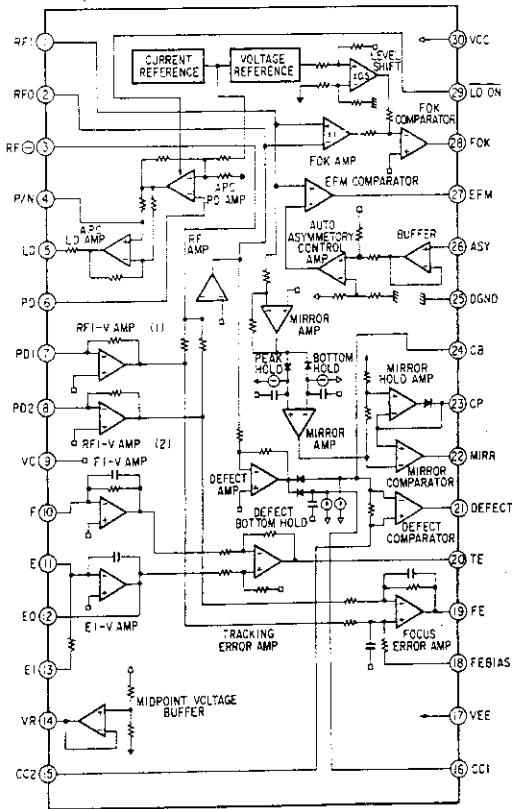 RFI 1
RFO 2
RF⊖ 3
P/N 4
LD 5
PD 6
PD1 7
PD2 8
VC 9
F 10
E 11
EO 12
EI 13
VR 14
CC2 15
CURRENT
REFERENCE
VOLTAGE
REFERENCE
LEVEL
SHIFT
FOK COMPARATOR
FOK AMP
EFM COMPARATOR
APC
PD AMP
APC
LD AMP
RF
AMP
AUTO
ASYMMETORY
CONTROL
AMP
BUFFER
MIRROR
AMP
RF I-V AMP (1)
PEAK
HOLD
BOTTOM
HOLD
MIRROR
HOLD AMP
RF I-V AMP (2)
MIRROR
AMP
MIRROR
COMPARATOR
F I-V AMP
DEFECT
AMP
DEFECT
BOTTOM HOLD
DEFECT
COMPARATOR
E I-V AMP
TRACKING
ERROR AMP
FOCUS
ERROR AMP
MIDPOINT VOLTAGE
BUFFER
30 VCC
29 LD ON
28 FOK
27 EFM
26 ASY
25 DGND
24 CB
23 CP
22 MIRR
21 DEFECT
20 TE
19 FE
18 FEBIAS
17 VEE
16 CC1